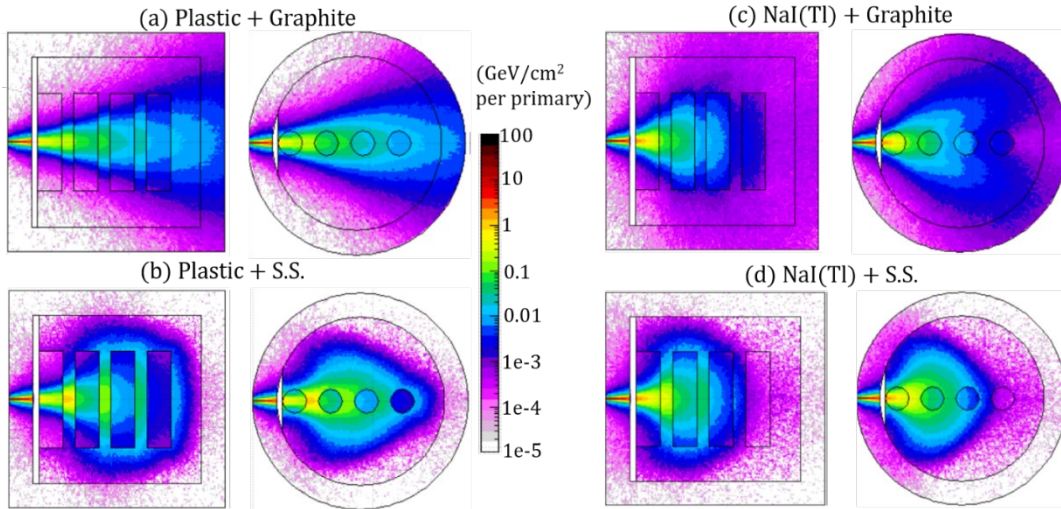 (a) Plastic + Graphite
(c) NaI(Tl) + Graphite
(GeV/cm²
per primary)
100
10
1
0.1
0.01
1e-3
1e-4
1e-5
(b) Plastic + S.S.
(d) NaI(Tl) + S.S.